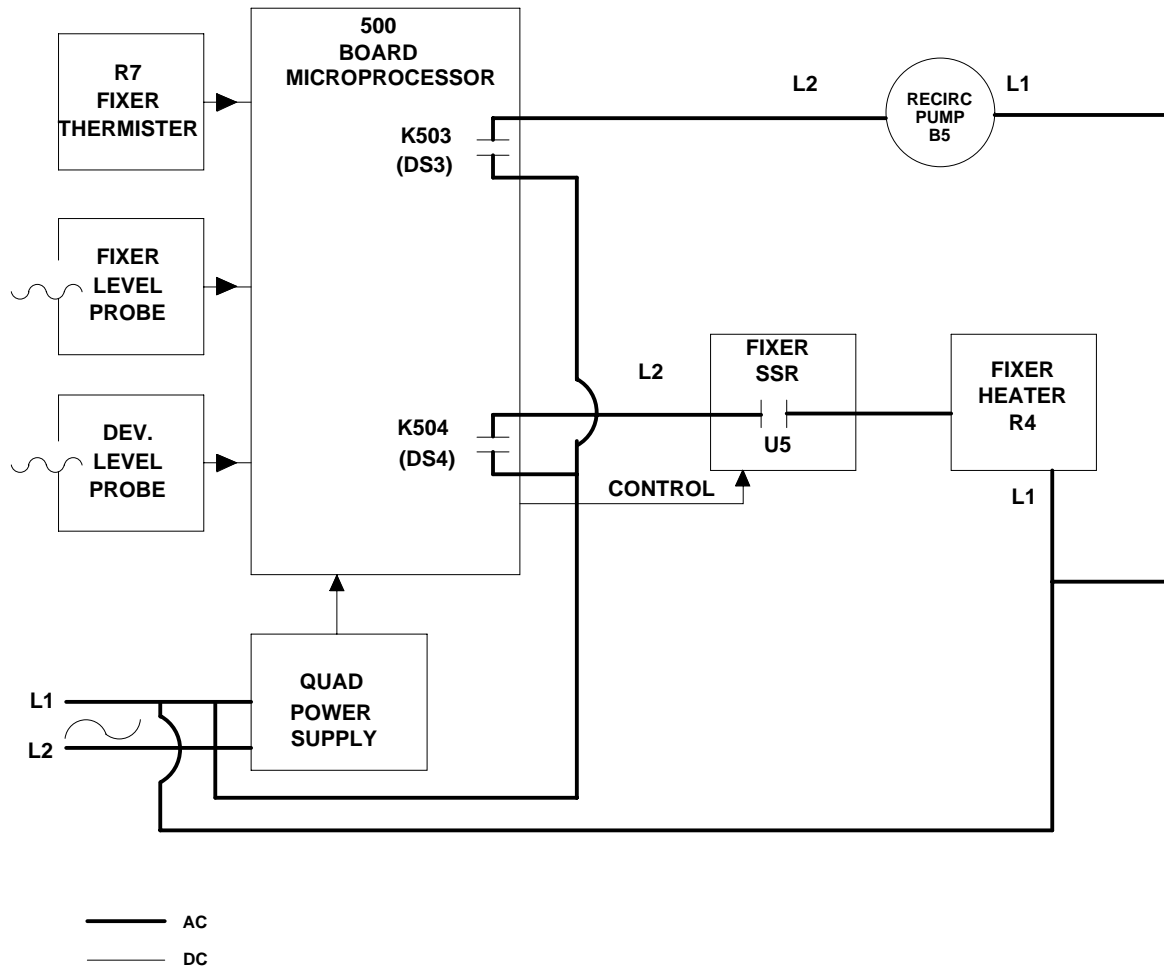 R7
FIXER
THERMISTER
500
BOARD
MICROPROCESSOR
K503
(DS3)
L2
RECIRC
PUMP
B5
L1
FIXER
LEVEL
PROBE
DEV.
LEVEL
PROBE
K504
(DS4)
L2
FIXER
SSR
U5
FIXER
HEATER
R4
CONTROL
L1
QUAD
POWER
SUPPLY
L1
L2
AC
DC